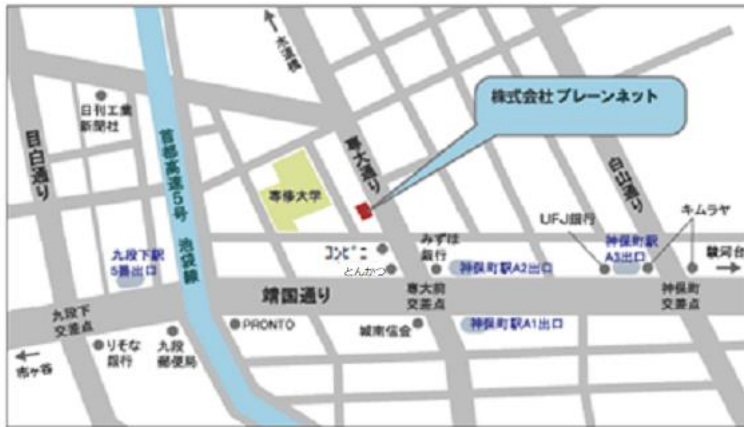 水道橋
日刊工業
新聞社
目白通り
首都高速5号 池袋線
専修大学
専大通り
株式会社ブレーンネット
白山通り
九段下駅
5番出口
コンビニ
とんかつ
みずほ
銀行
神保町駅A2出口
UFJ銀行
神保町駅
A3出口
キムラヤ
駿河台
靖国通り
専大前
交差点
神保町
交差点
九段下
交差点
PRONTO
城南信金
神保町駅A1出口
市ヶ谷
りそな
銀行
九段
郵便局